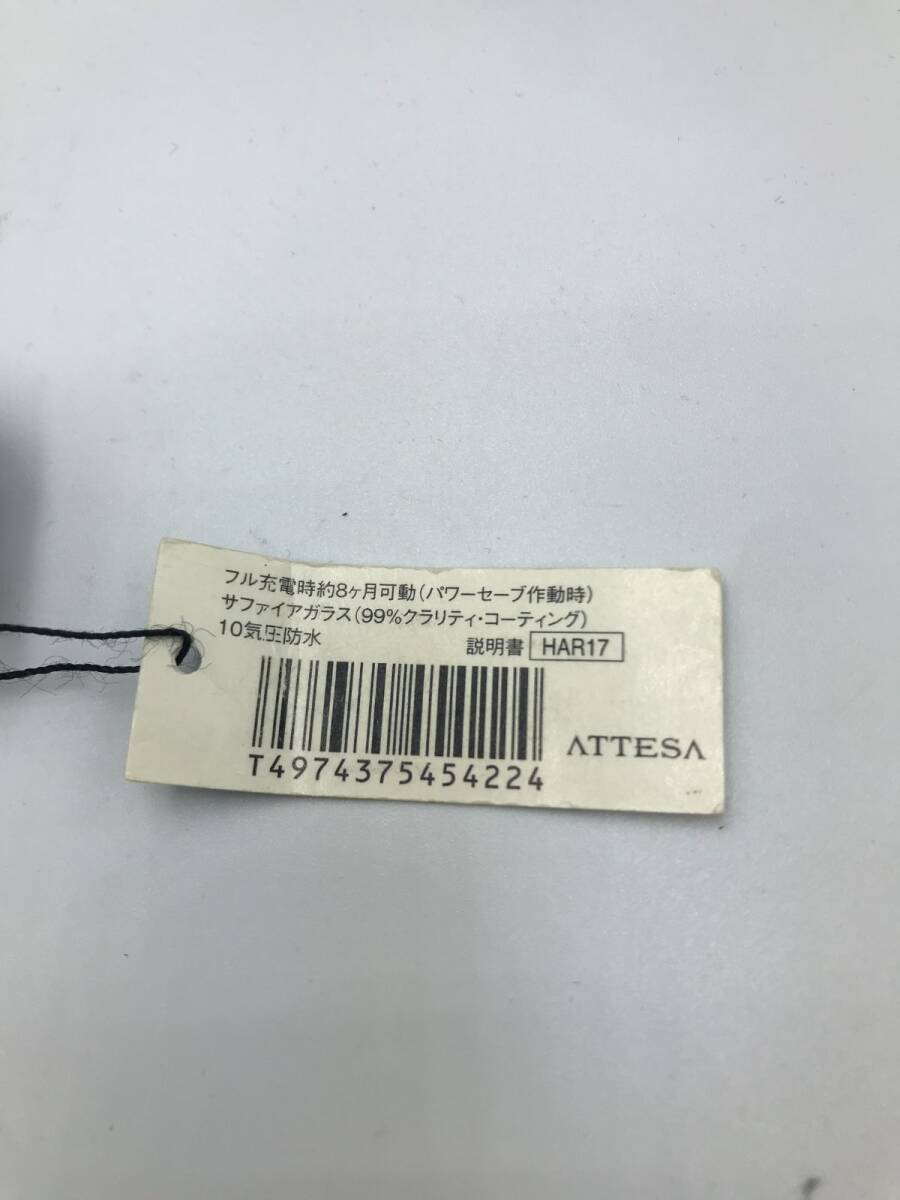 フル充電時約8ヶ月可動(パワーセーブ作動時)
サファイアガラス(99%クラリティ・コーティング)
10気圧防水 説明書 HAR17
ATTESA
T4974375454224